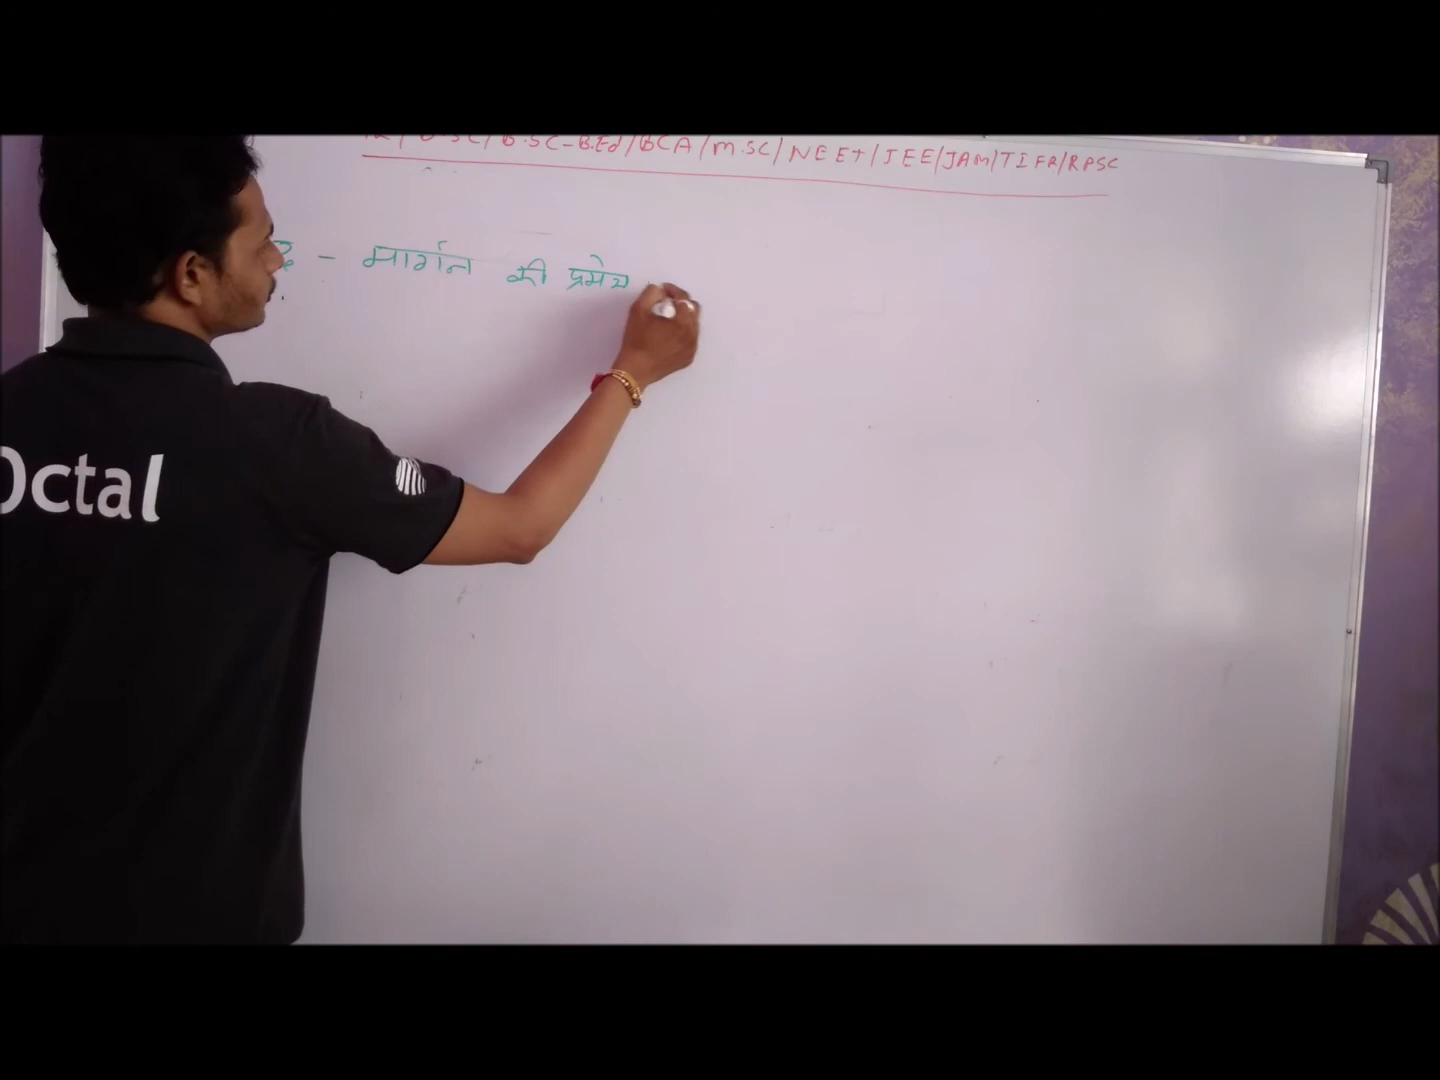 B.SC-B.Ed/BCA/M.SC/NEET/JEE/JAM/TIFR/RPSC
- मार्गन की प्रमेय
Octal